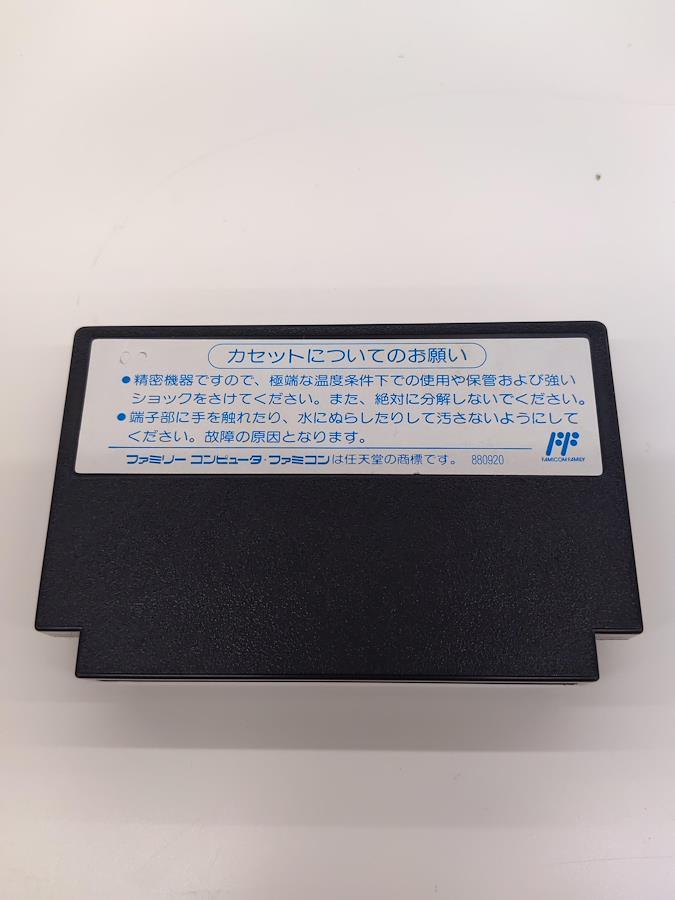 カセットについてのお願い
●精密機器ですので、極端な温度条件下での使用や保管および強い
ショックをさけてください。また、絶対に分解しないでください。
●端子部に手を触れたり、水にぬらしたりして汚さないようにして
ください。故障の原因となります。
ファミリーコンピュータ・ファミコンは任天堂の商標です。 880920
FAMICOM FAMILY